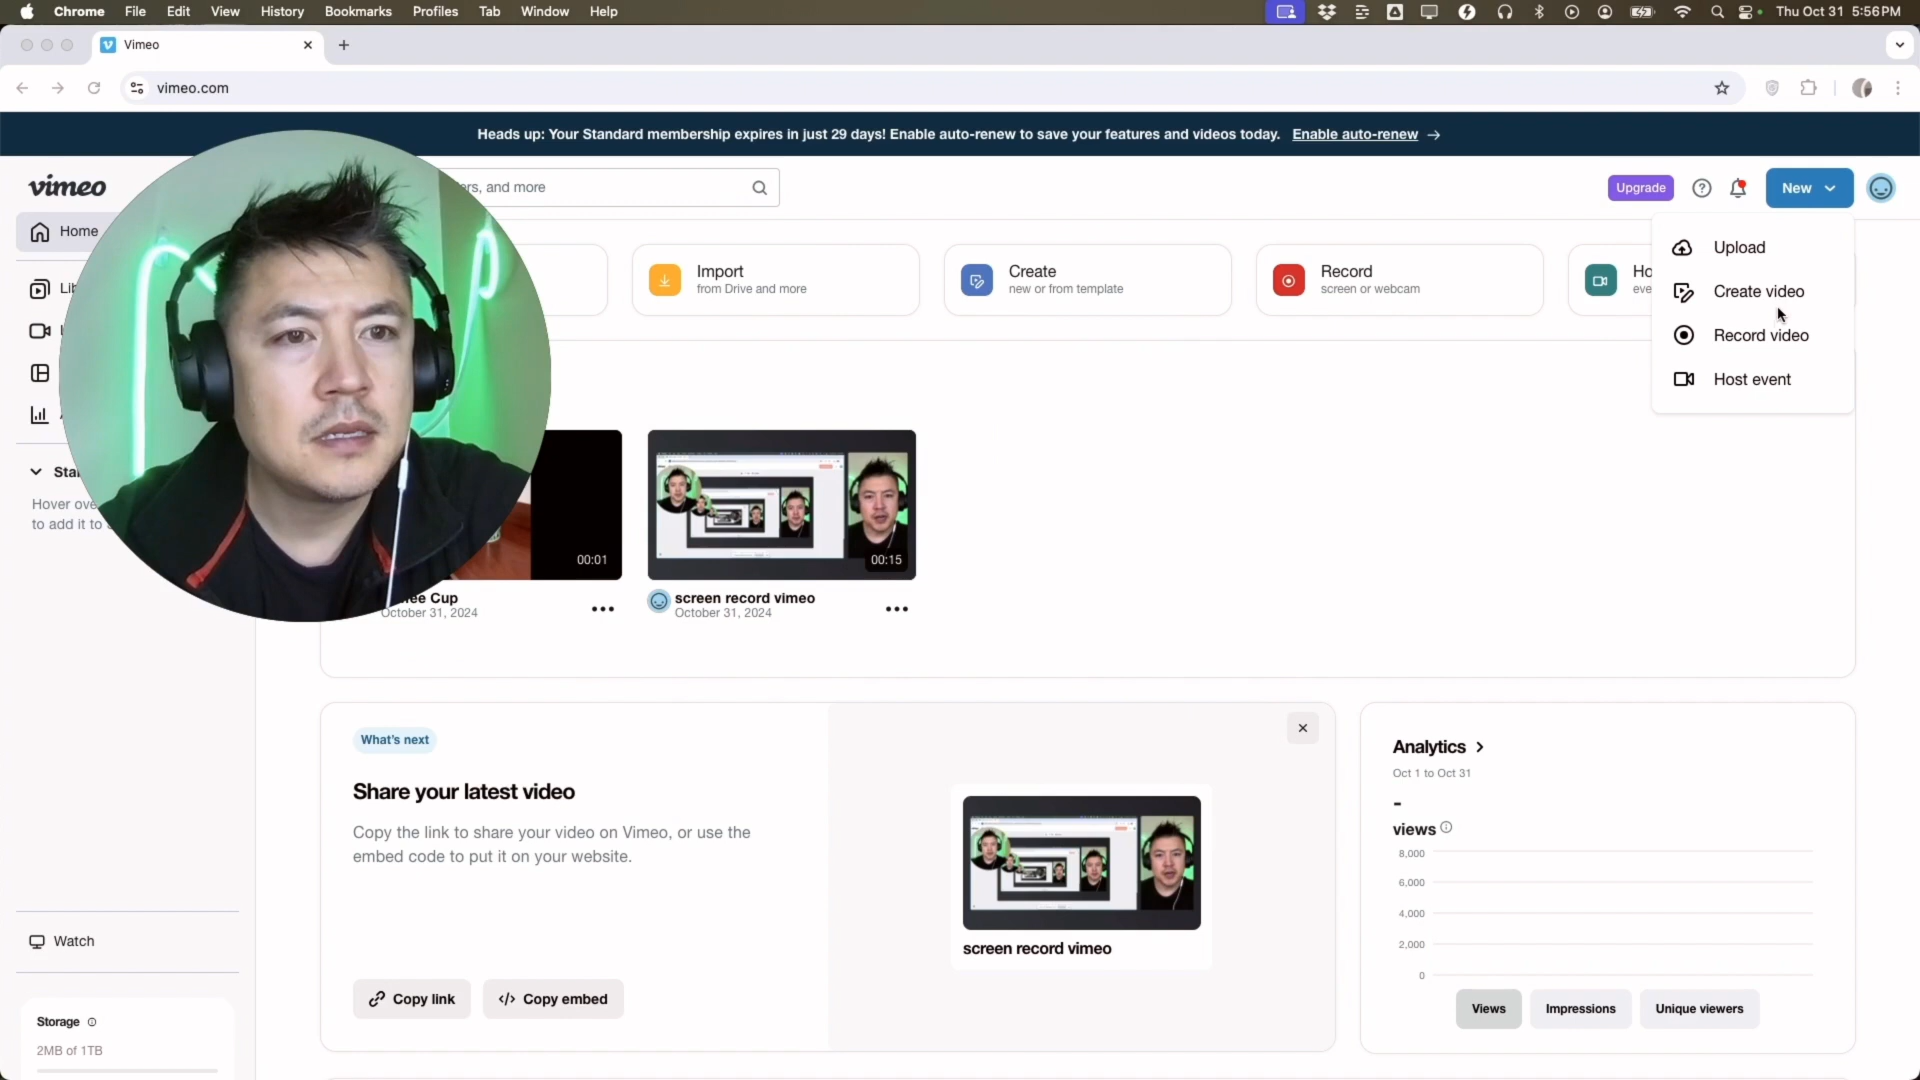 Chrome File Edit View History Bookmarks Profiles Tab Window Help
Thu Oct 31 5:56 PM
Vimeo
vimeo.com
Heads up: Your Standard membership expires in just 29 days! Enable auto-renew to save your features and videos today. Enable auto-renew →
vimeo
and more
Upgrade
New
Home
Import
from Drive and more
Create
new or from template
Record
screen or webcam
Upload
Create video
Record video
Host event
Hover
to add it to
00:01
00:15
Cup
October 31, 2024
screen record vimeo
October 31, 2024
What's next
Share your latest video
Copy the link to share your video on Vimeo, or use the
embed code to put it on your website.
Copy link
Copy embed
screen record vimeo
Analytics
Oct 1 to Oct 31
-
views
8,000
6,000
4,000
2,000
0
Views
Impressions
Unique viewers
Watch
Storage
2MB of 1TB